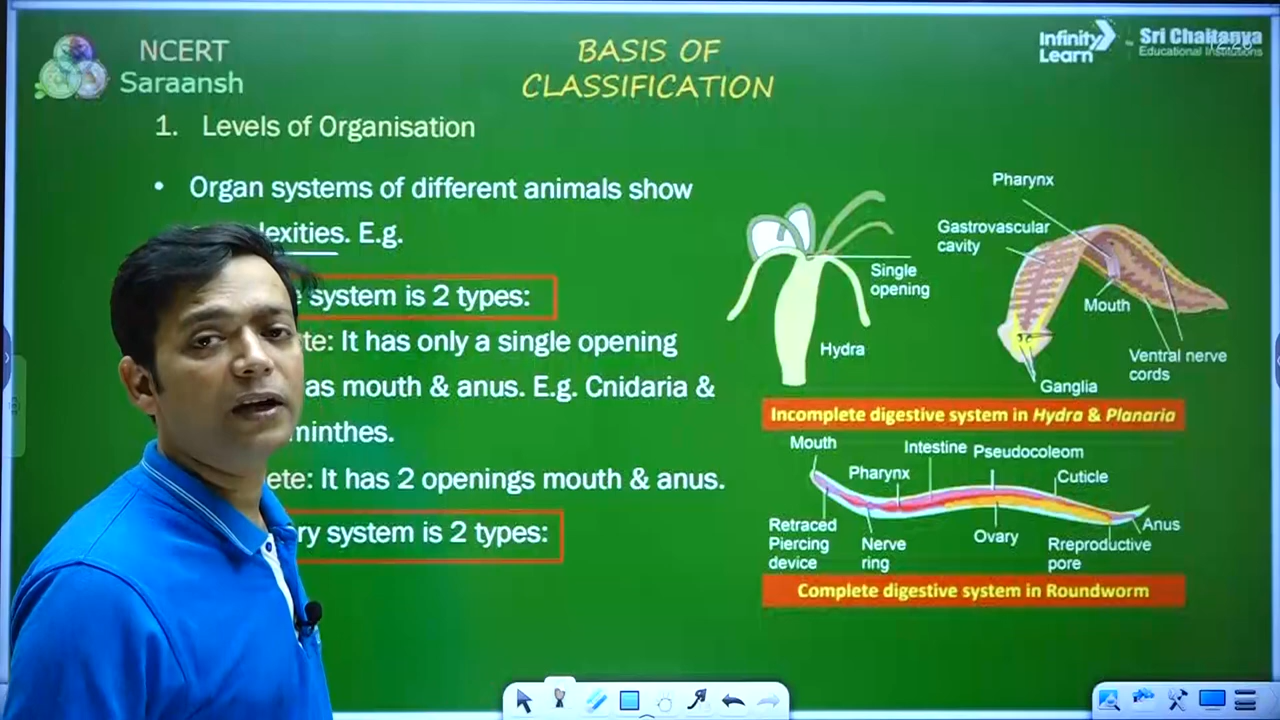 NCERT
Saraansh
BASIS OF
CLASSIFICATION
Infinity
Learn
Sri Chaitanya
Educational Institutions
1. Levels of Organisation
• Organ systems of different animals show
lexities. E.g.
e system is 2 types:
te: It has only a single opening
as mouth & anus. E.g. Cnidaria &
minthes.
ete: It has 2 openings mouth & anus.
ry system is 2 types:
Pharynx
Gastrovascular
cavity
Single
opening
Mouth
Hydra
Ventral nerve
cords
Ganglia
Incomplete digestive system in Hydra & Planaria
Mouth
Intestine
Pseudocoleom
Pharynx
Cuticle
Retraced
Piercing
device
Nerve
ring
Ovary
Anus
Rreproductive
pore
Complete digestive system in Roundworm